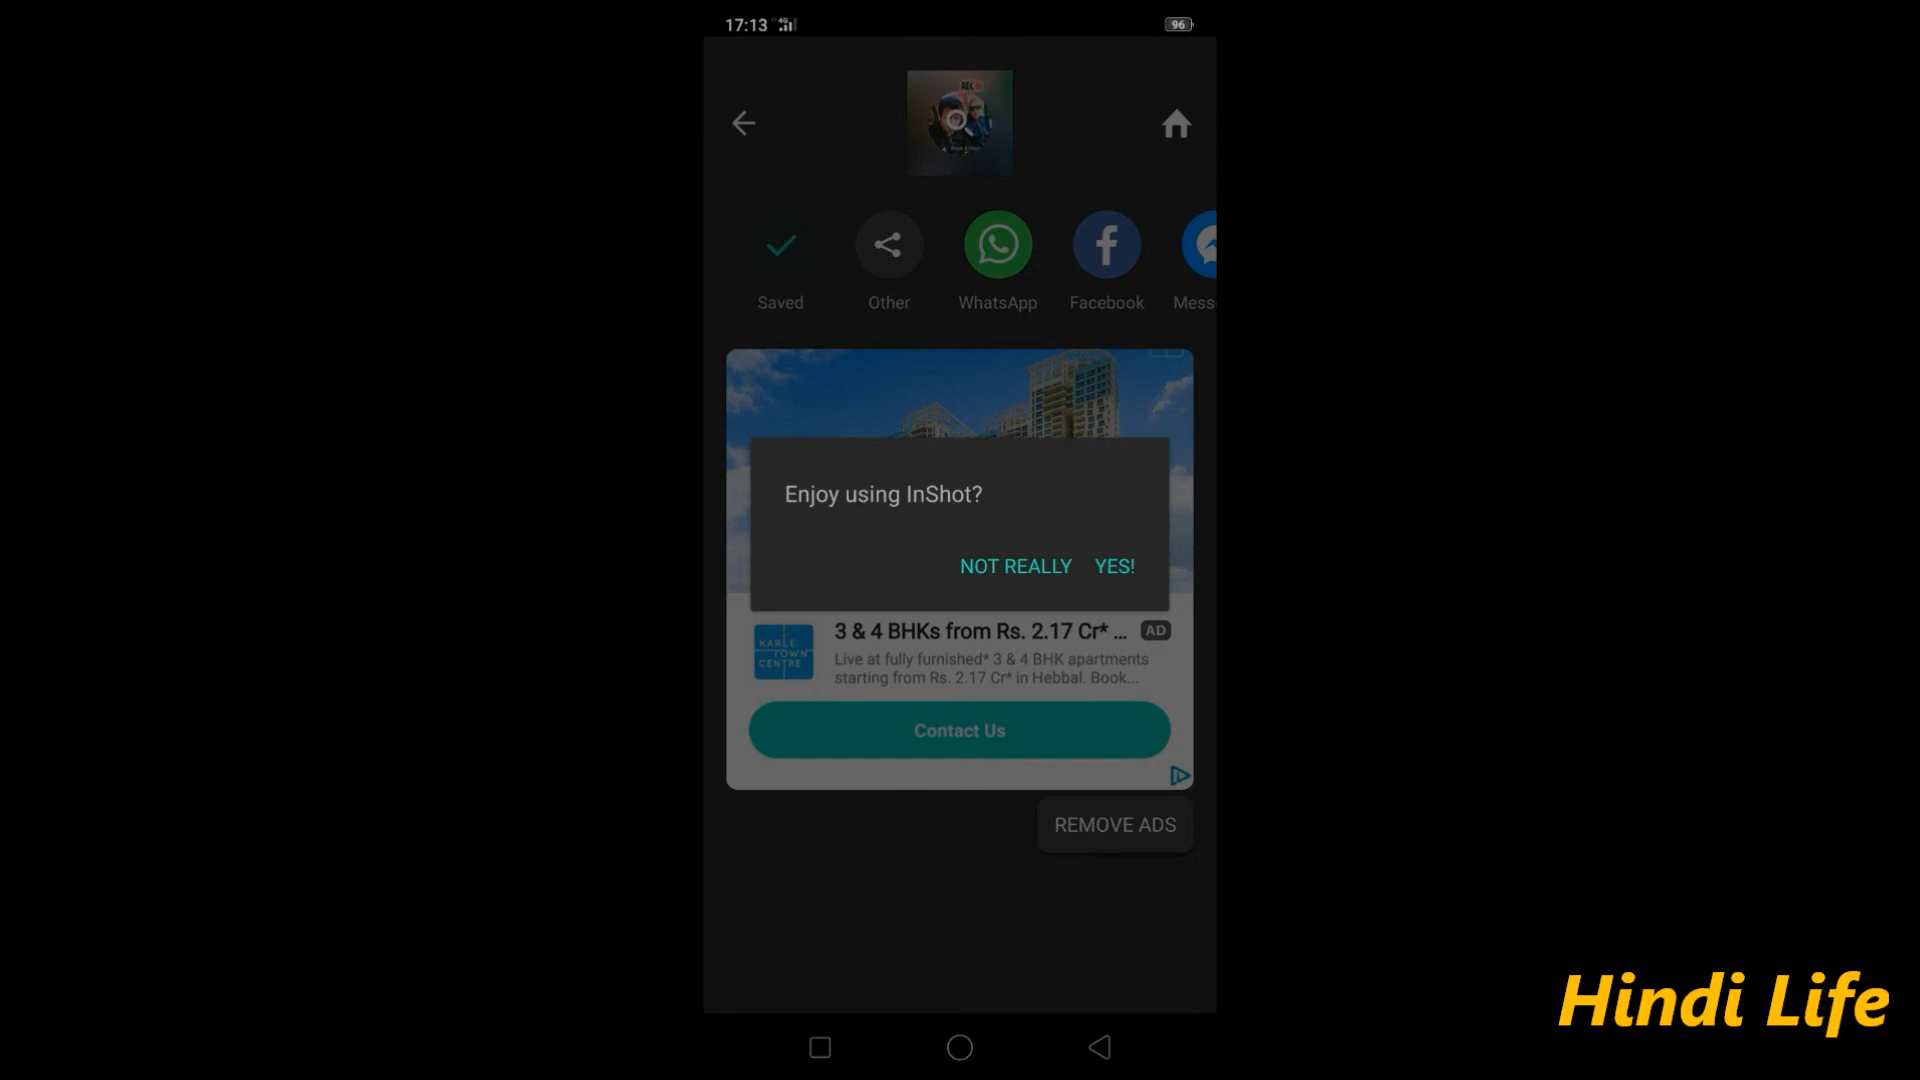 17:13 4G
96
REC
Saved
Other
WhatsApp
Facebook
Mess
Enjoy using InShot?
NOT REALLY YES!
KARLE
TOWN
CENTRE
3 & 4 BHKs from Rs. 2.17 Cr* ... AD
Live at fully furnished* 3 & 4 BHK apartments
starting from Rs. 2.17 Cr* in Hebbal. Book...
Contact Us
REMOVE ADS
Hindi Life